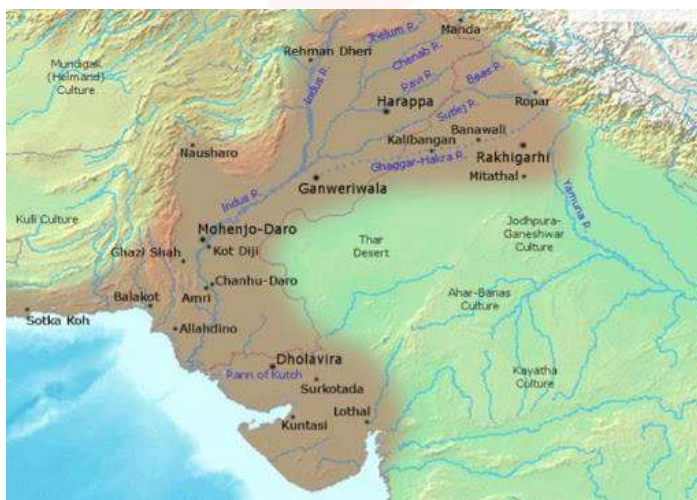 Manda
Jhelum R.
Rehman Dheri
Chenab R.
Mundigak
(Helmand)
Culture
Ravi R.
Beas R.
Indus R.
Ropar
Harappa
Sutlej R.
Banawali
Kalibangan
Nausharo
Rakhigarhi
Ghaggar-Hakra R.
Ganweriwala
Mitathal
Yamuna R.
Indus R.
Kulli Culture
Mohenjo-Daro
Kot Diji
Jodhpura-
Ganeshwar
Culture
Thar
Desert
Ghazi Shah
Chanhu-Daro
Amri
Balakot
Ahar-Banas
Culture
Sotka Koh
Allahdino
Dholavira
Rann of Kutch
Surkotada
Kayatha
Culture
Kuntasi
Lothal